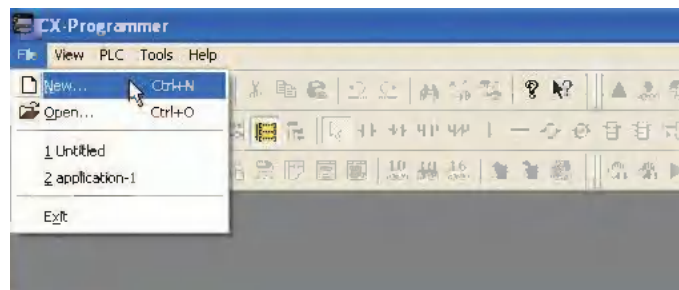 CX-Programmer
File View PLC Tools Help
New... Ctrl+N
Open... Ctrl+O
1 Untitled
2 application-1
Exit